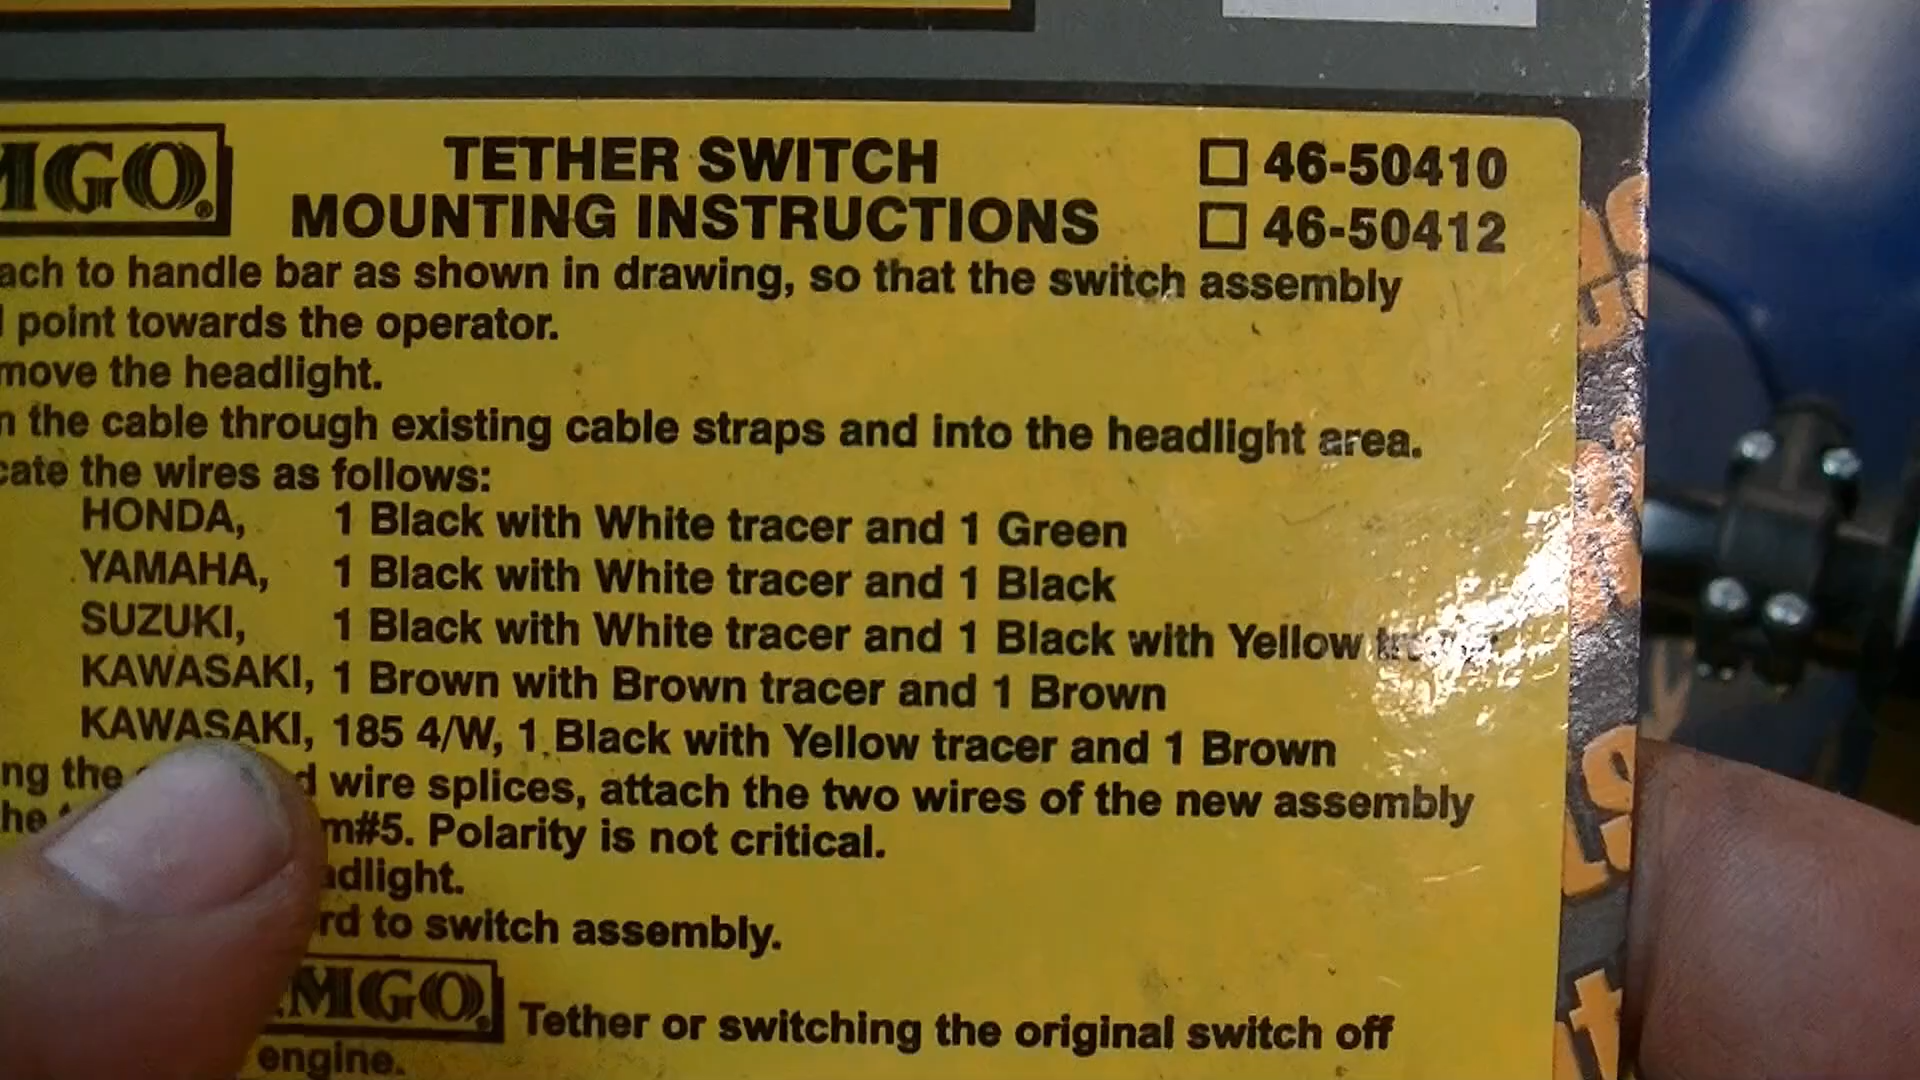 MGO®
TETHER SWITCH
MOUNTING INSTRUCTIONS
46-50410
46-50412
ach to handle bar as shown in drawing, so that the switch assembly
point towards the operator.
move the headlight.
n the cable through existing cable straps and into the headlight area.
cate the wires as follows:
HONDA, 1 Black with White tracer and 1 Green
YAMAHA, 1 Black with White tracer and 1 Black
SUZUKI, 1 Black with White tracer and 1 Black with Yellow
KAWASAKI, 1 Brown with Brown tracer and 1 Brown
KAWASAKI, 185 4/W, 1 Black with Yellow tracer and 1 Brown
ng the d wire splices, attach the two wires of the new assembly
he m#5. Polarity is not critical.
adlight.
rd to switch assembly.
MGO® Tether or switching the original switch off
engine.